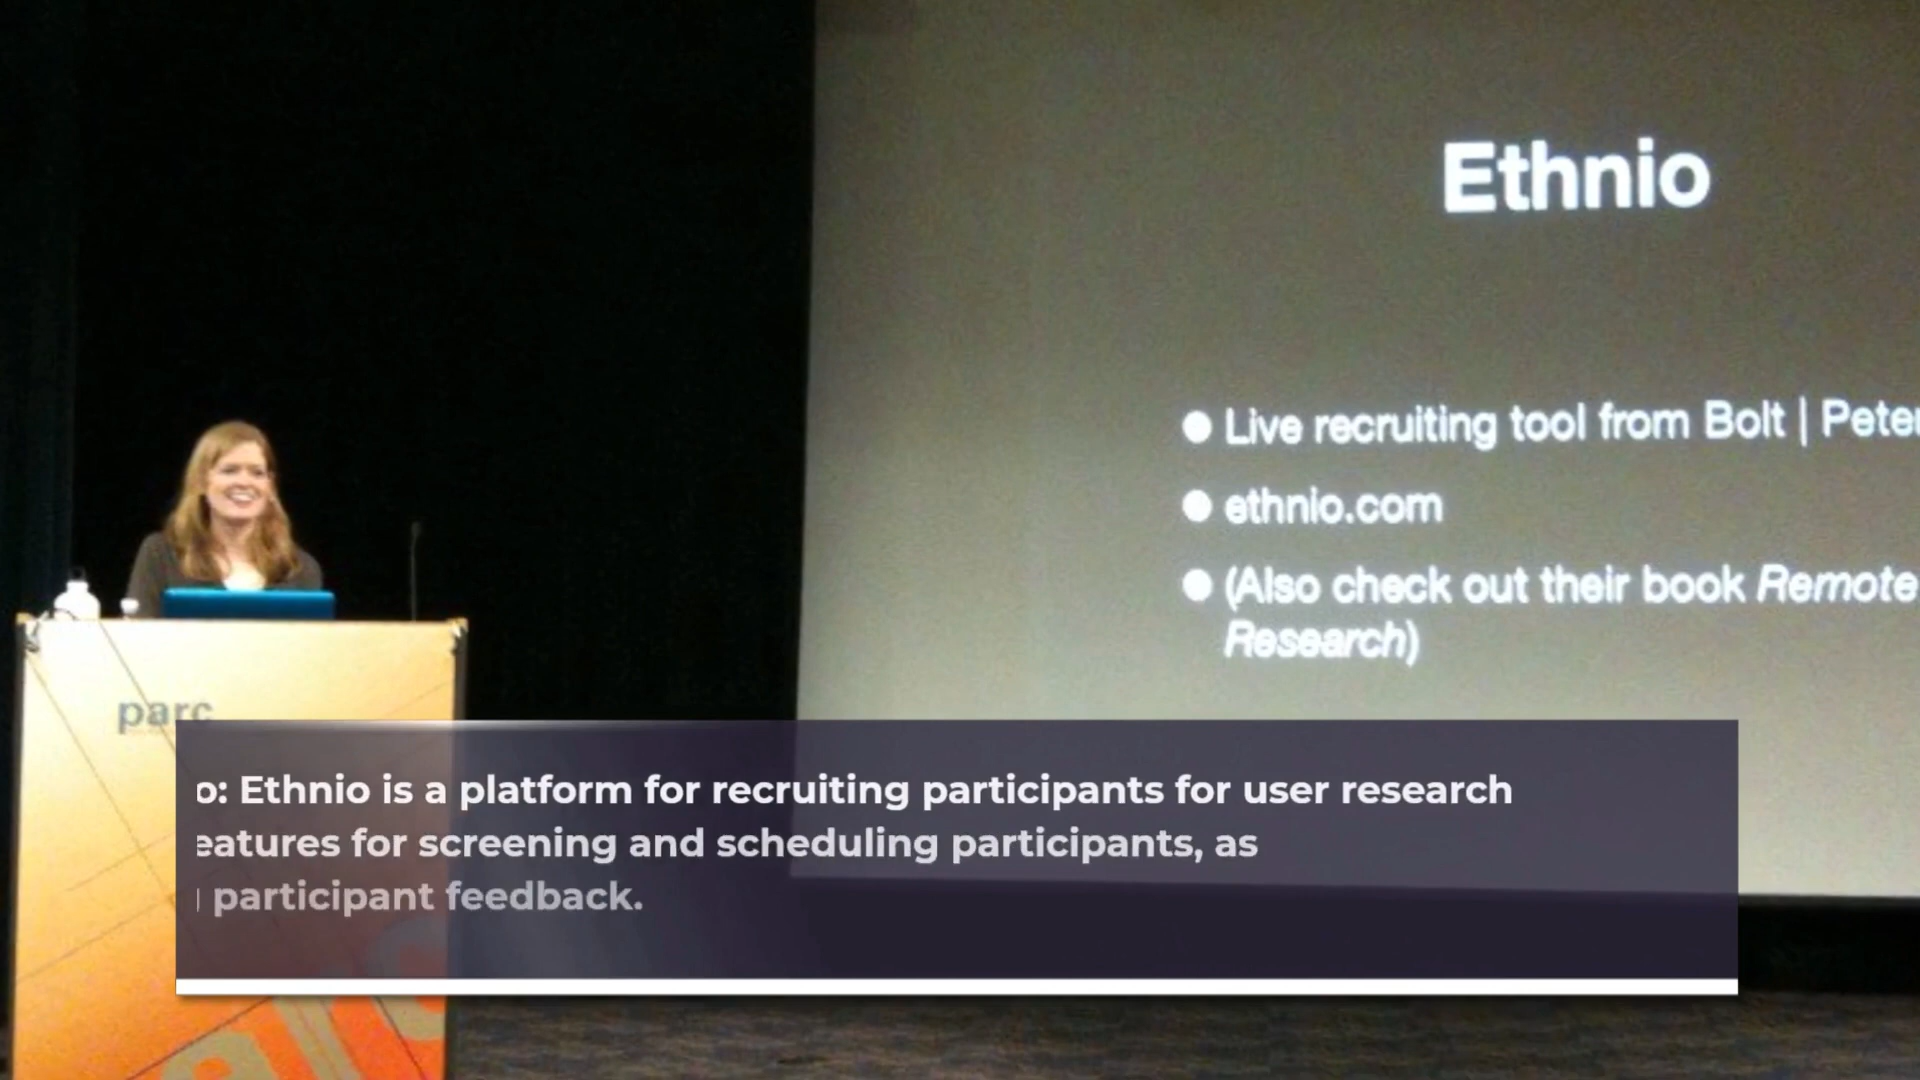 Ethnio
Live recruiting tool from Bolt | Peter
ethnio.com
(Also check out their book Remote
Research)
parc
o: Ethnio is a platform for recruiting participants for user research
eatures for screening and scheduling participants, as
participant feedback.